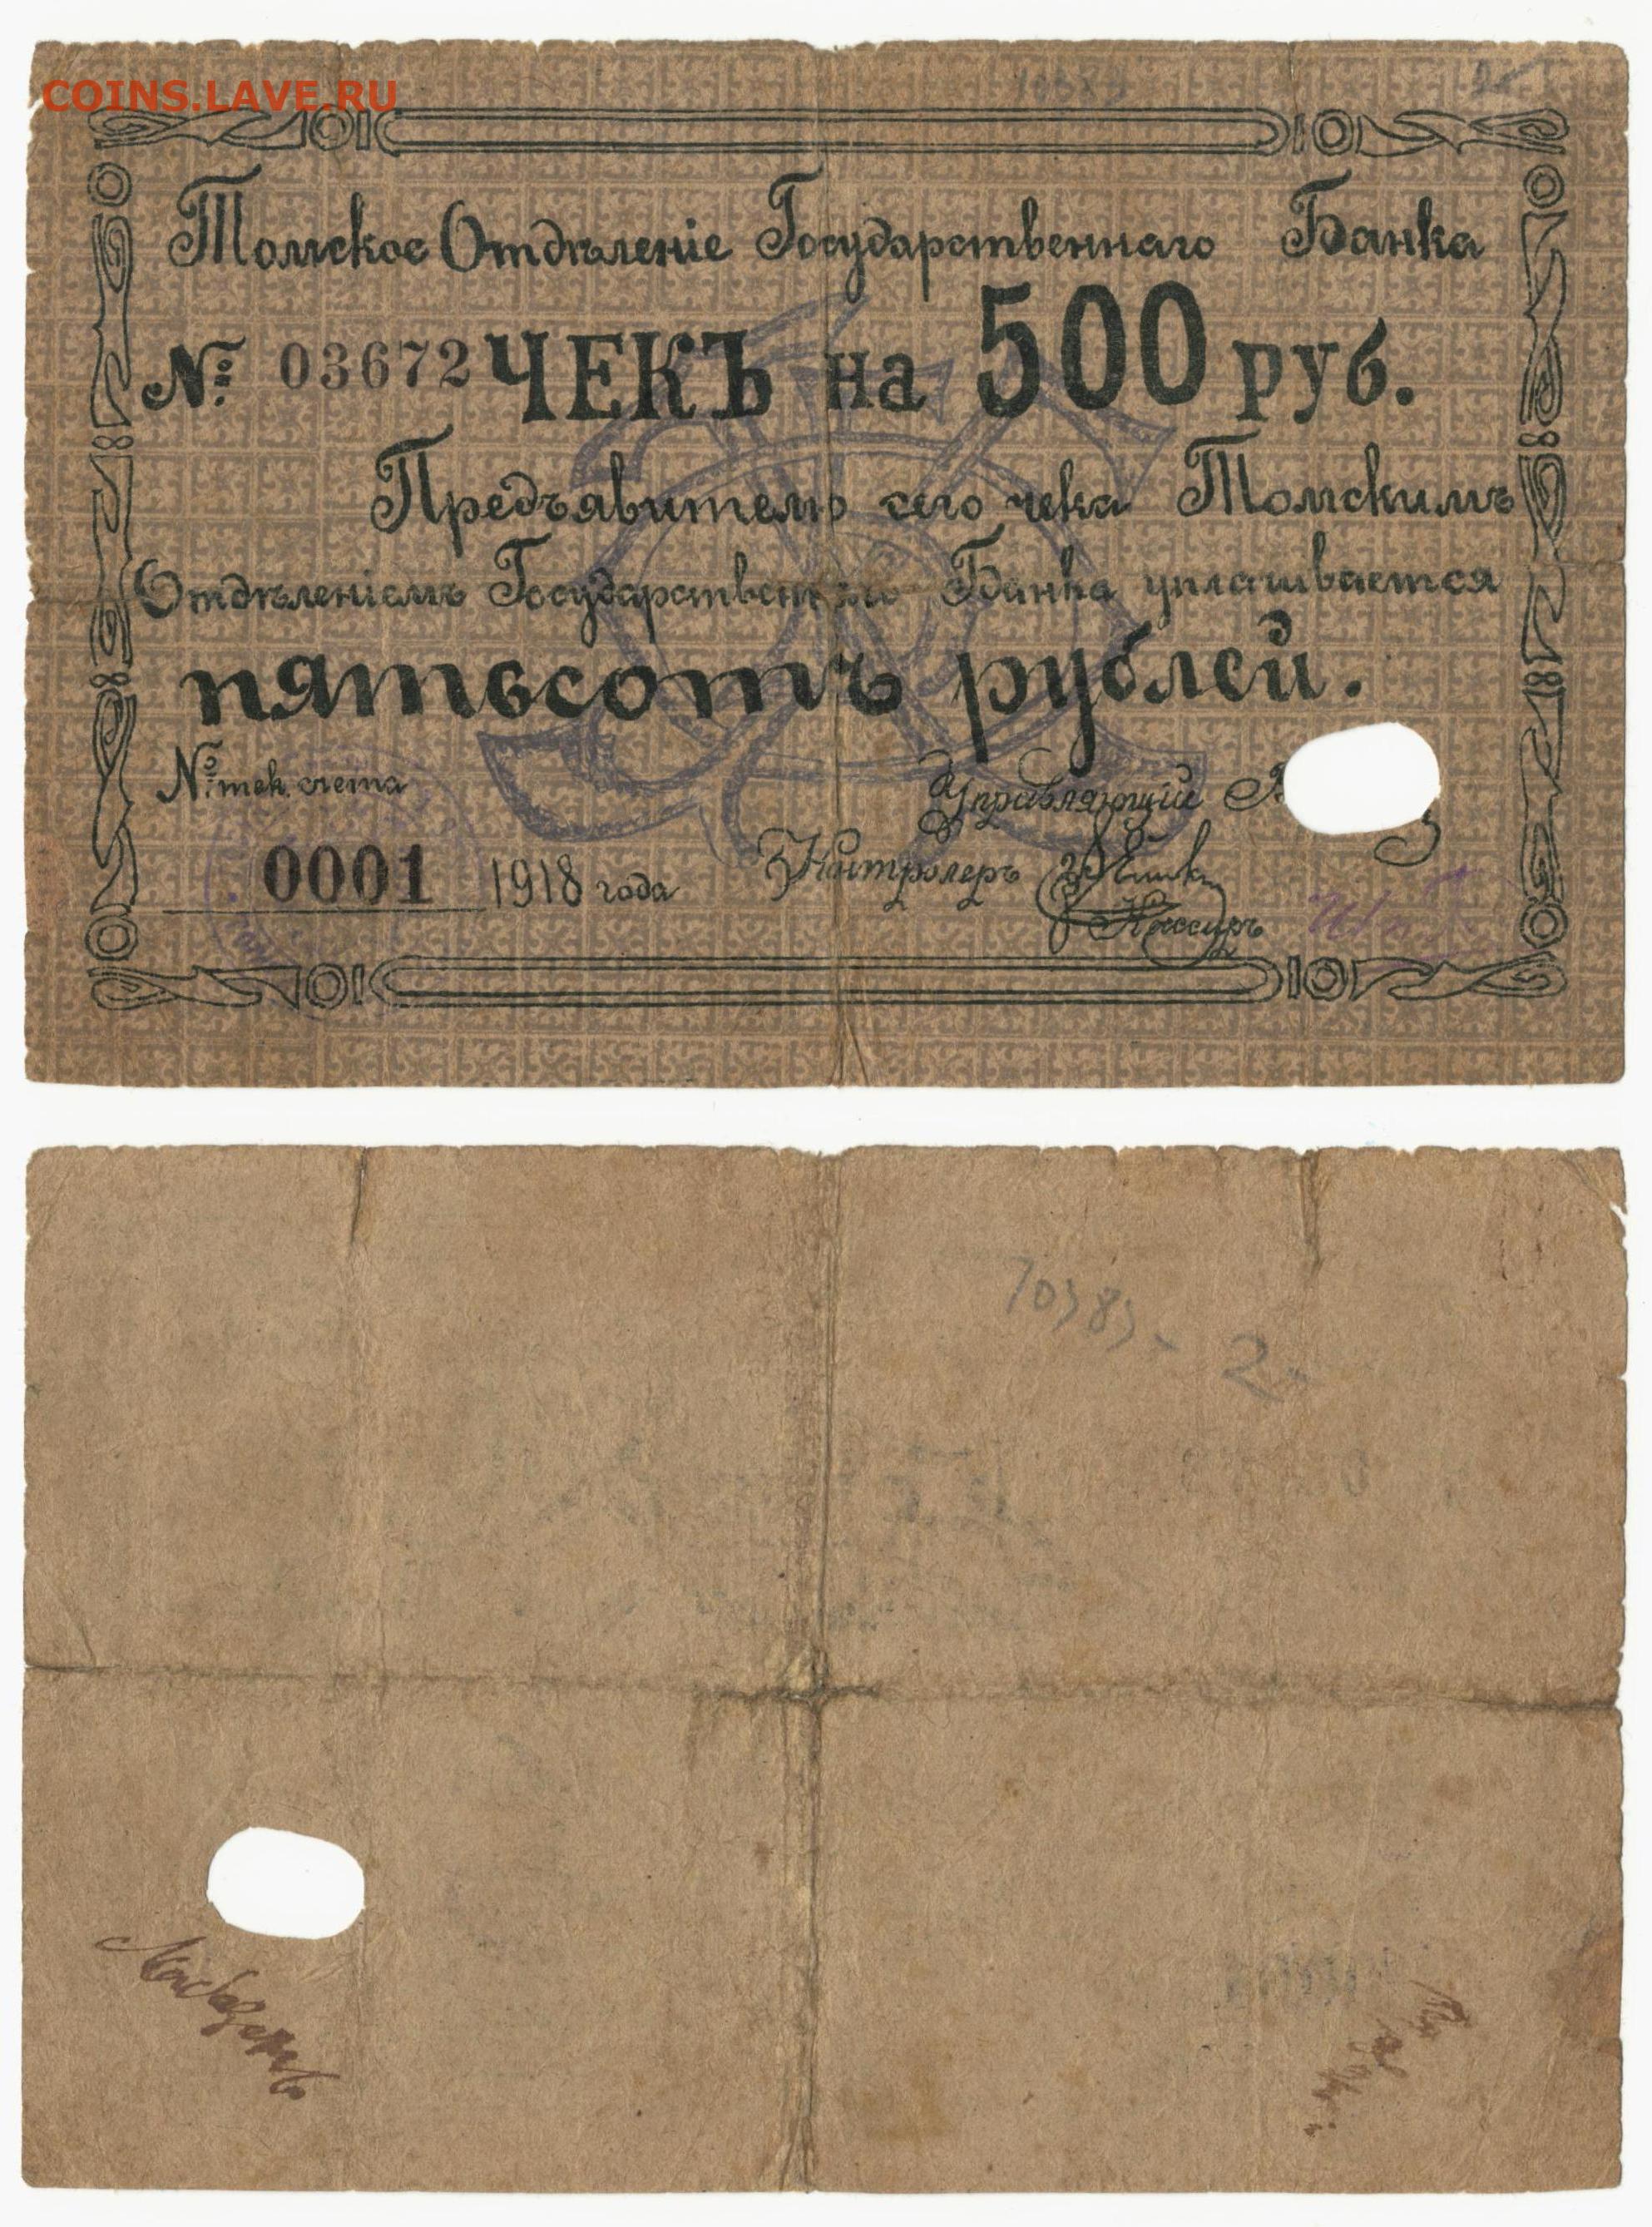 COINS.LAVE.RU
Томское Отдѣленіе Государственнаго Банка
№ 03672 ЧЕКЪ на 500 руб.
Предъявителю сего чека Томскимъ
Отдѣленіемъ Государственнаго Банка уплачивается
пятьсотъ рублей.
№ тек. счета
Управляющій
0001 1918 года
Контролеръ
Кассиръ
2.